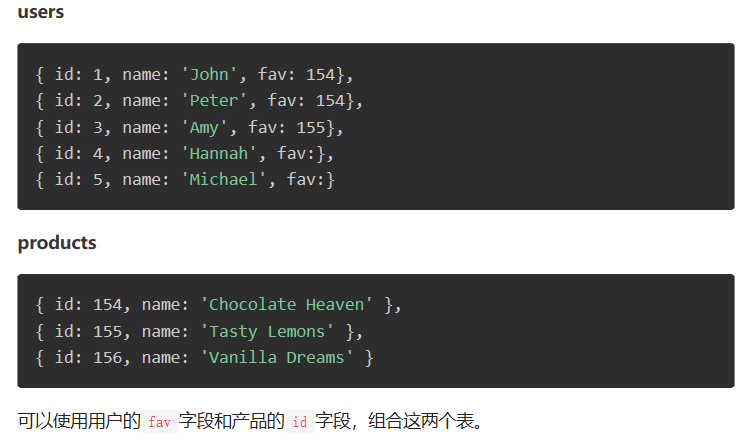 users
{ id: 1, name: 'John', fav: 154},
{ id: 2, name: 'Peter', fav: 154},
{ id: 3, name: 'Amy', fav: 155},
{ id: 4, name: 'Hannah', fav:},
{ id: 5, name: 'Michael', fav:}
products
{ id: 154, name: 'Chocolate Heaven' },
{ id: 155, name: 'Tasty Lemons' },
{ id: 156, name: 'Vanilla Dreams' }
可以使用用户的 fav 字段和产品的 id 字段，组合这两个表。